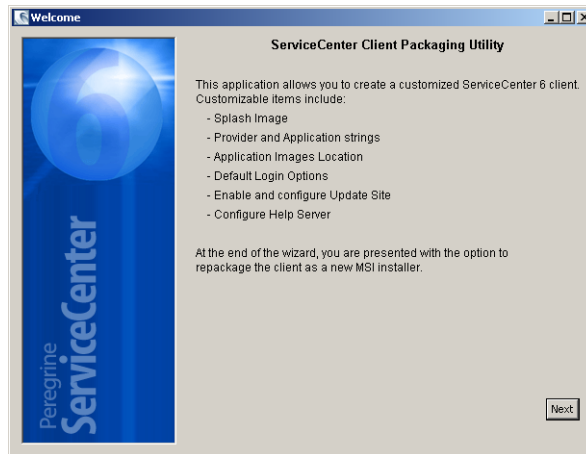 Welcome
ServiceCenter Client Packaging Utility
This application allows you to create a customized ServiceCenter 6 client.
Customizable items include:
- Splash Image
- Provider and Application strings
- Application Images Location
- Default Login Options
- Enable and configure Update Site
- Configure Help Server
At the end of the wizard, you are presented with the option to
repackage the client as a new MSI installer.
6
Peregrine
ServiceCenter
Next